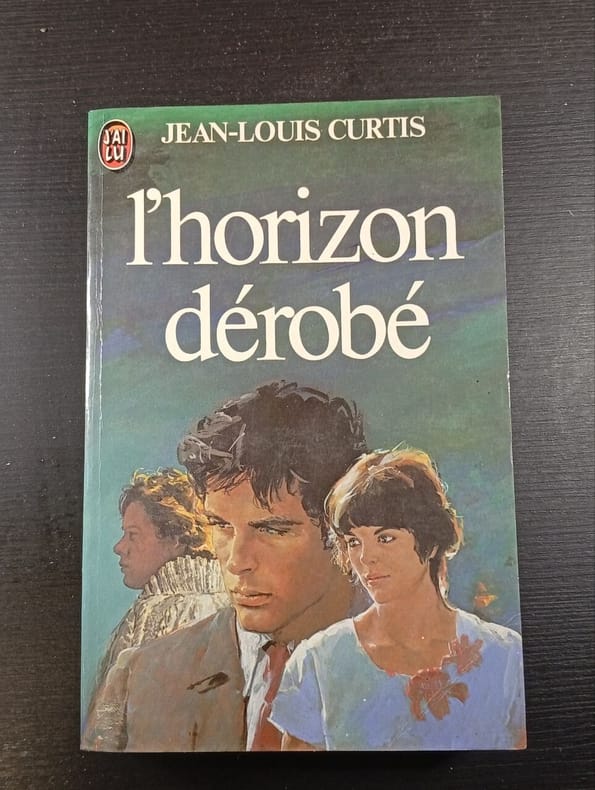 J'AI
LU
JEAN-LOUIS CURTIS
l'horizon
dérobé